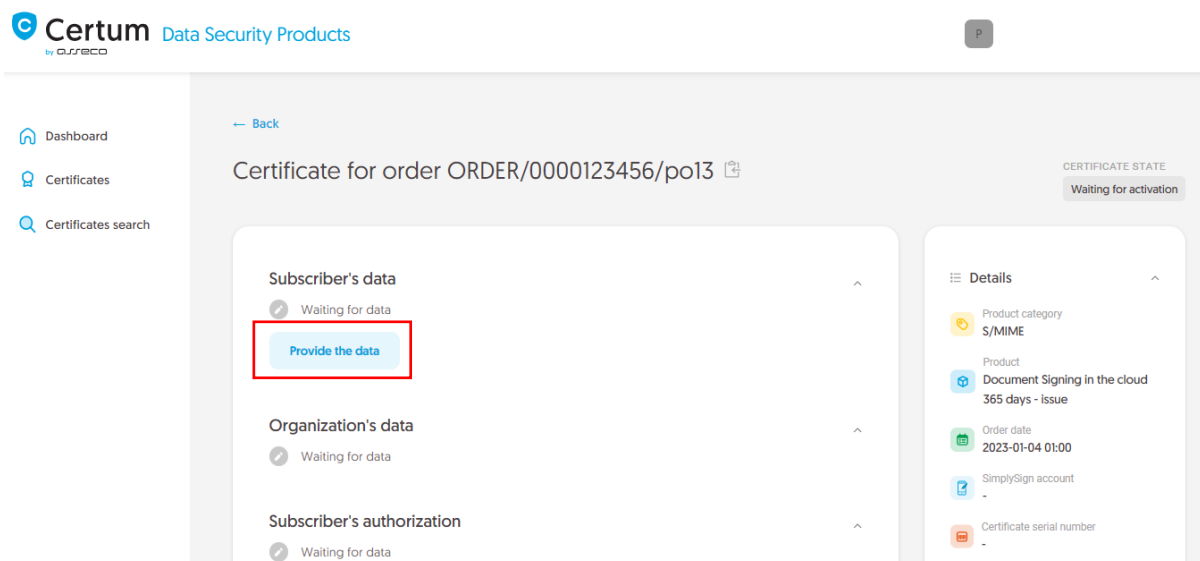 Certum Data Security Products
by asseco
P
Dashboard
Certificates
Certificates search
← Back
Certificate for order ORDER/0000123456/po13
CERTIFICATE STATE
Waiting for activation
Subscriber's data
Waiting for data
Provide the data
Organization's data
Waiting for data
Subscriber's authorization
Waiting for data
Details
Product category
S/MIME
Product
Document Signing in the cloud
365 days - issue
Order date
2023-01-04 01:00
SimplySign account
-
Certificate serial number
-